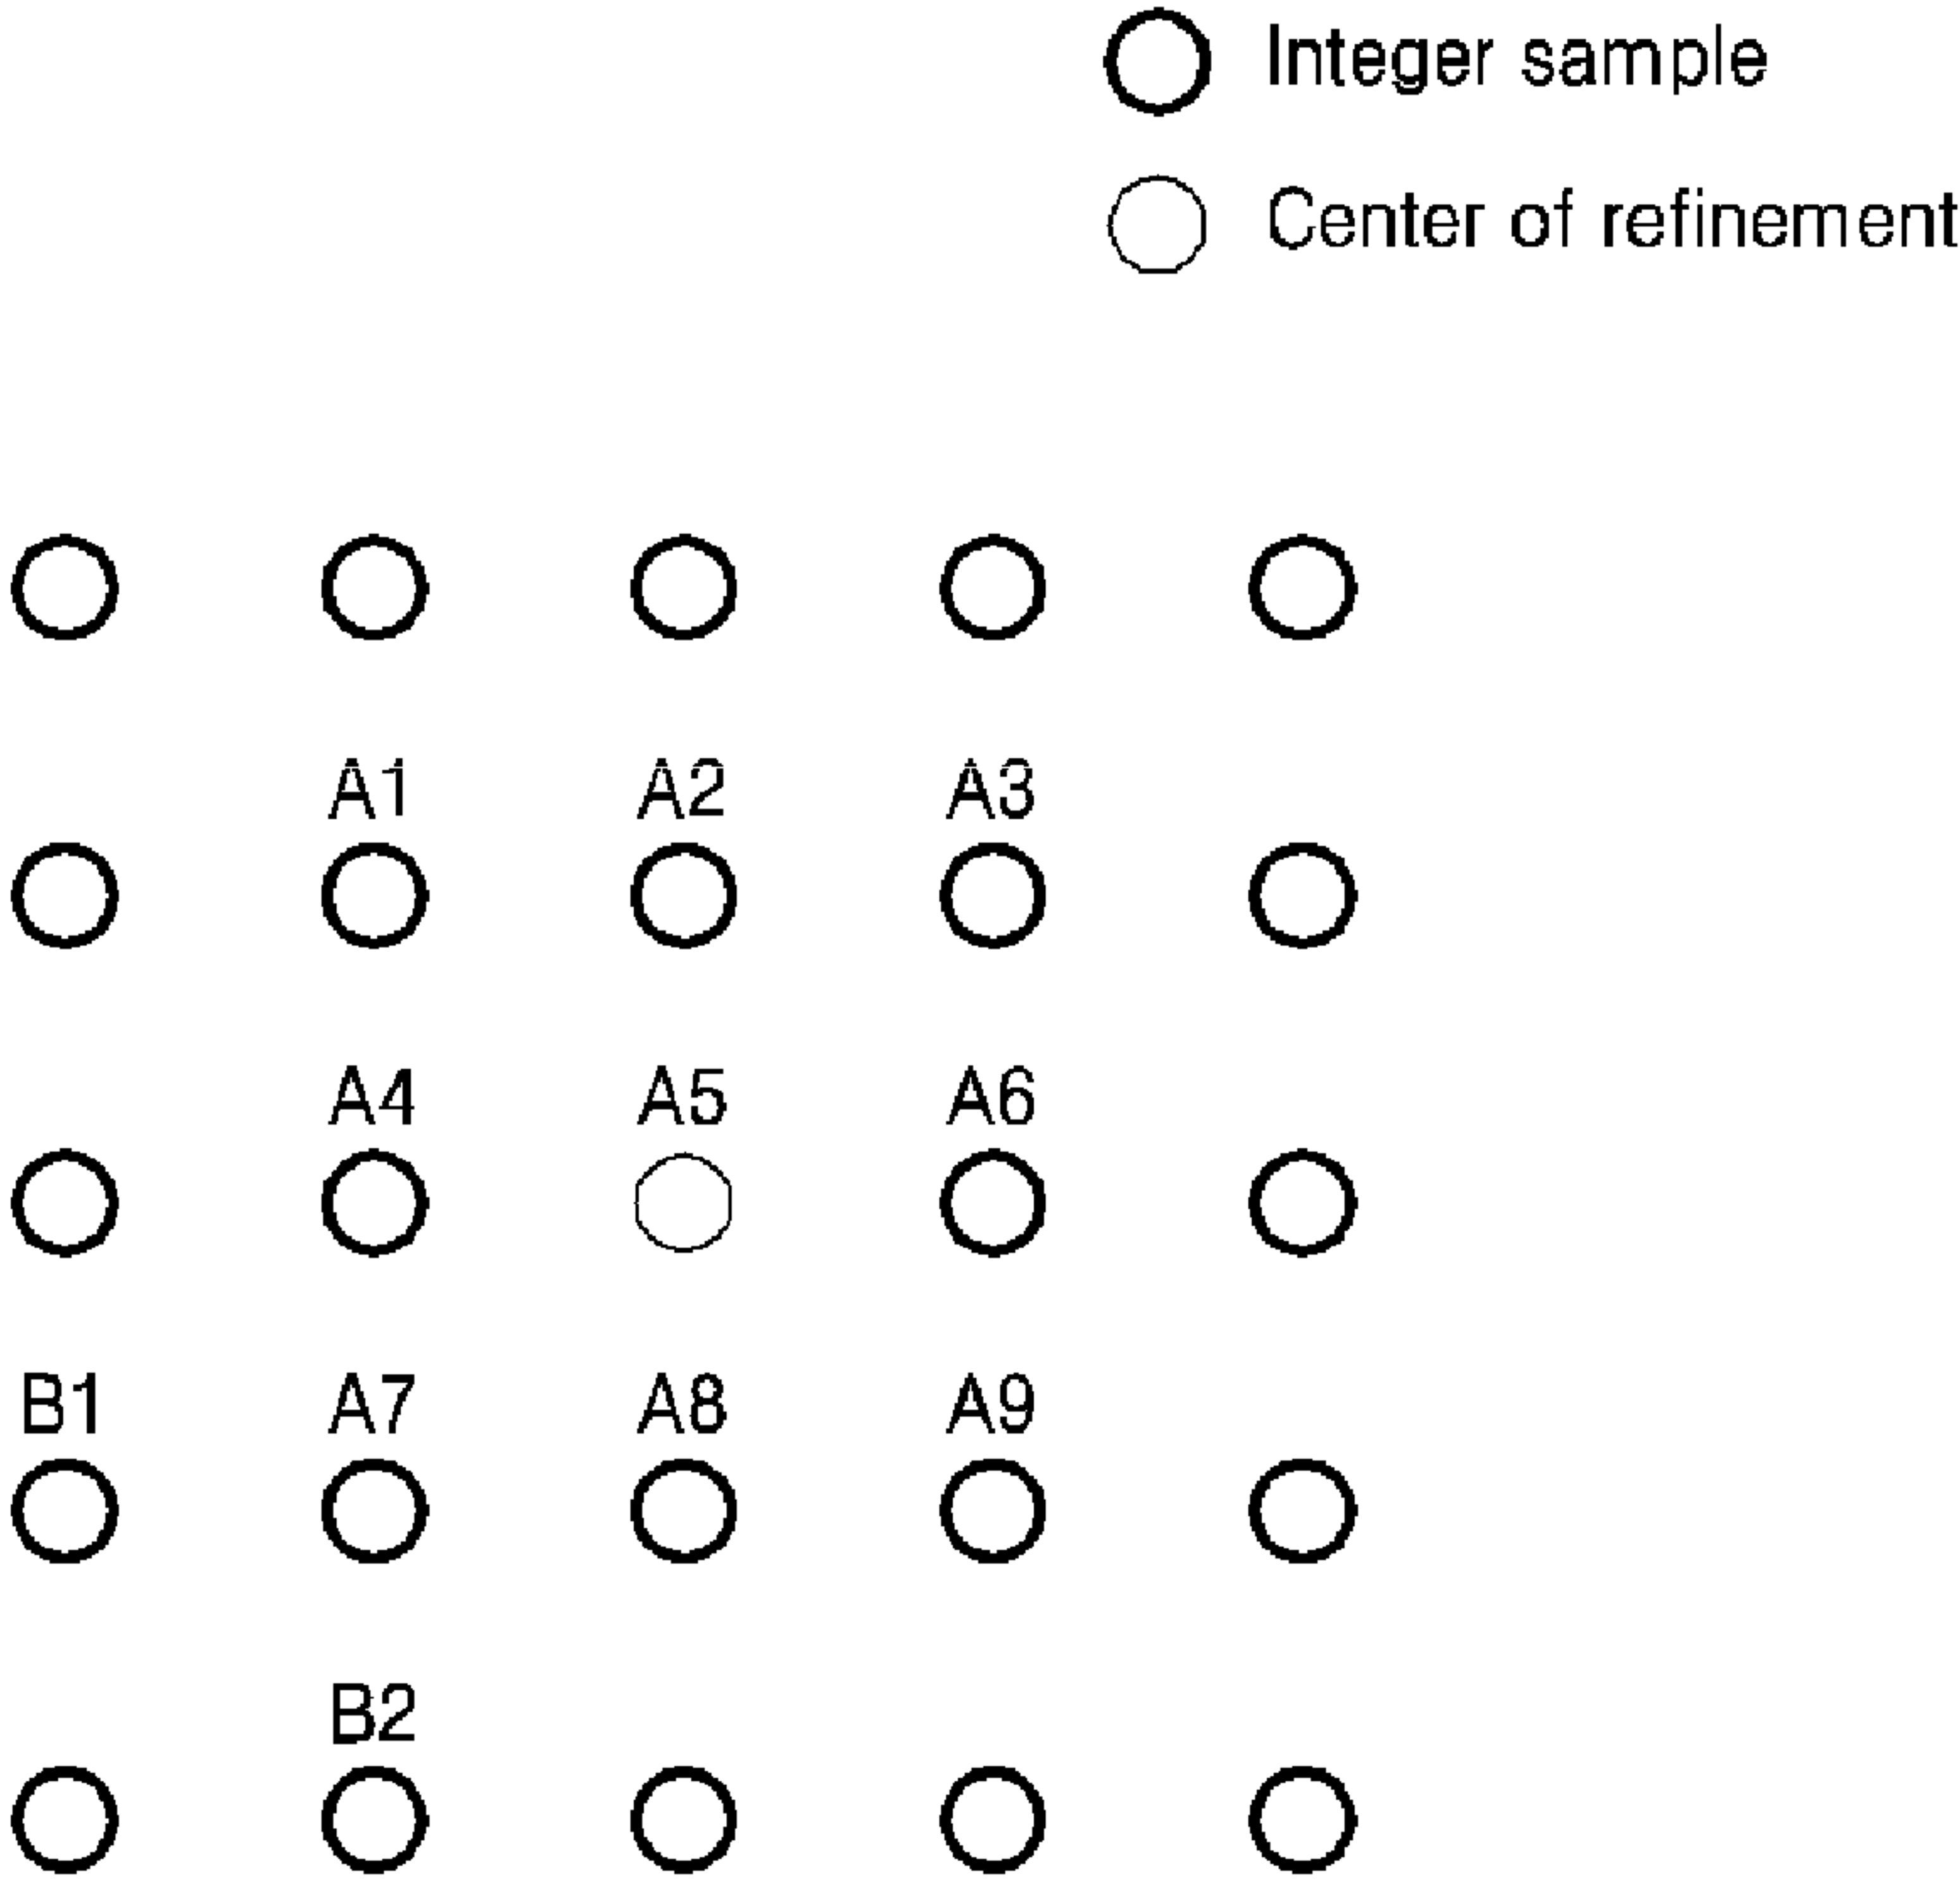 Integer sample
Center of refinement
A1 A2 A3
A4 A5 A6
B1 A7 A8 A9
B2